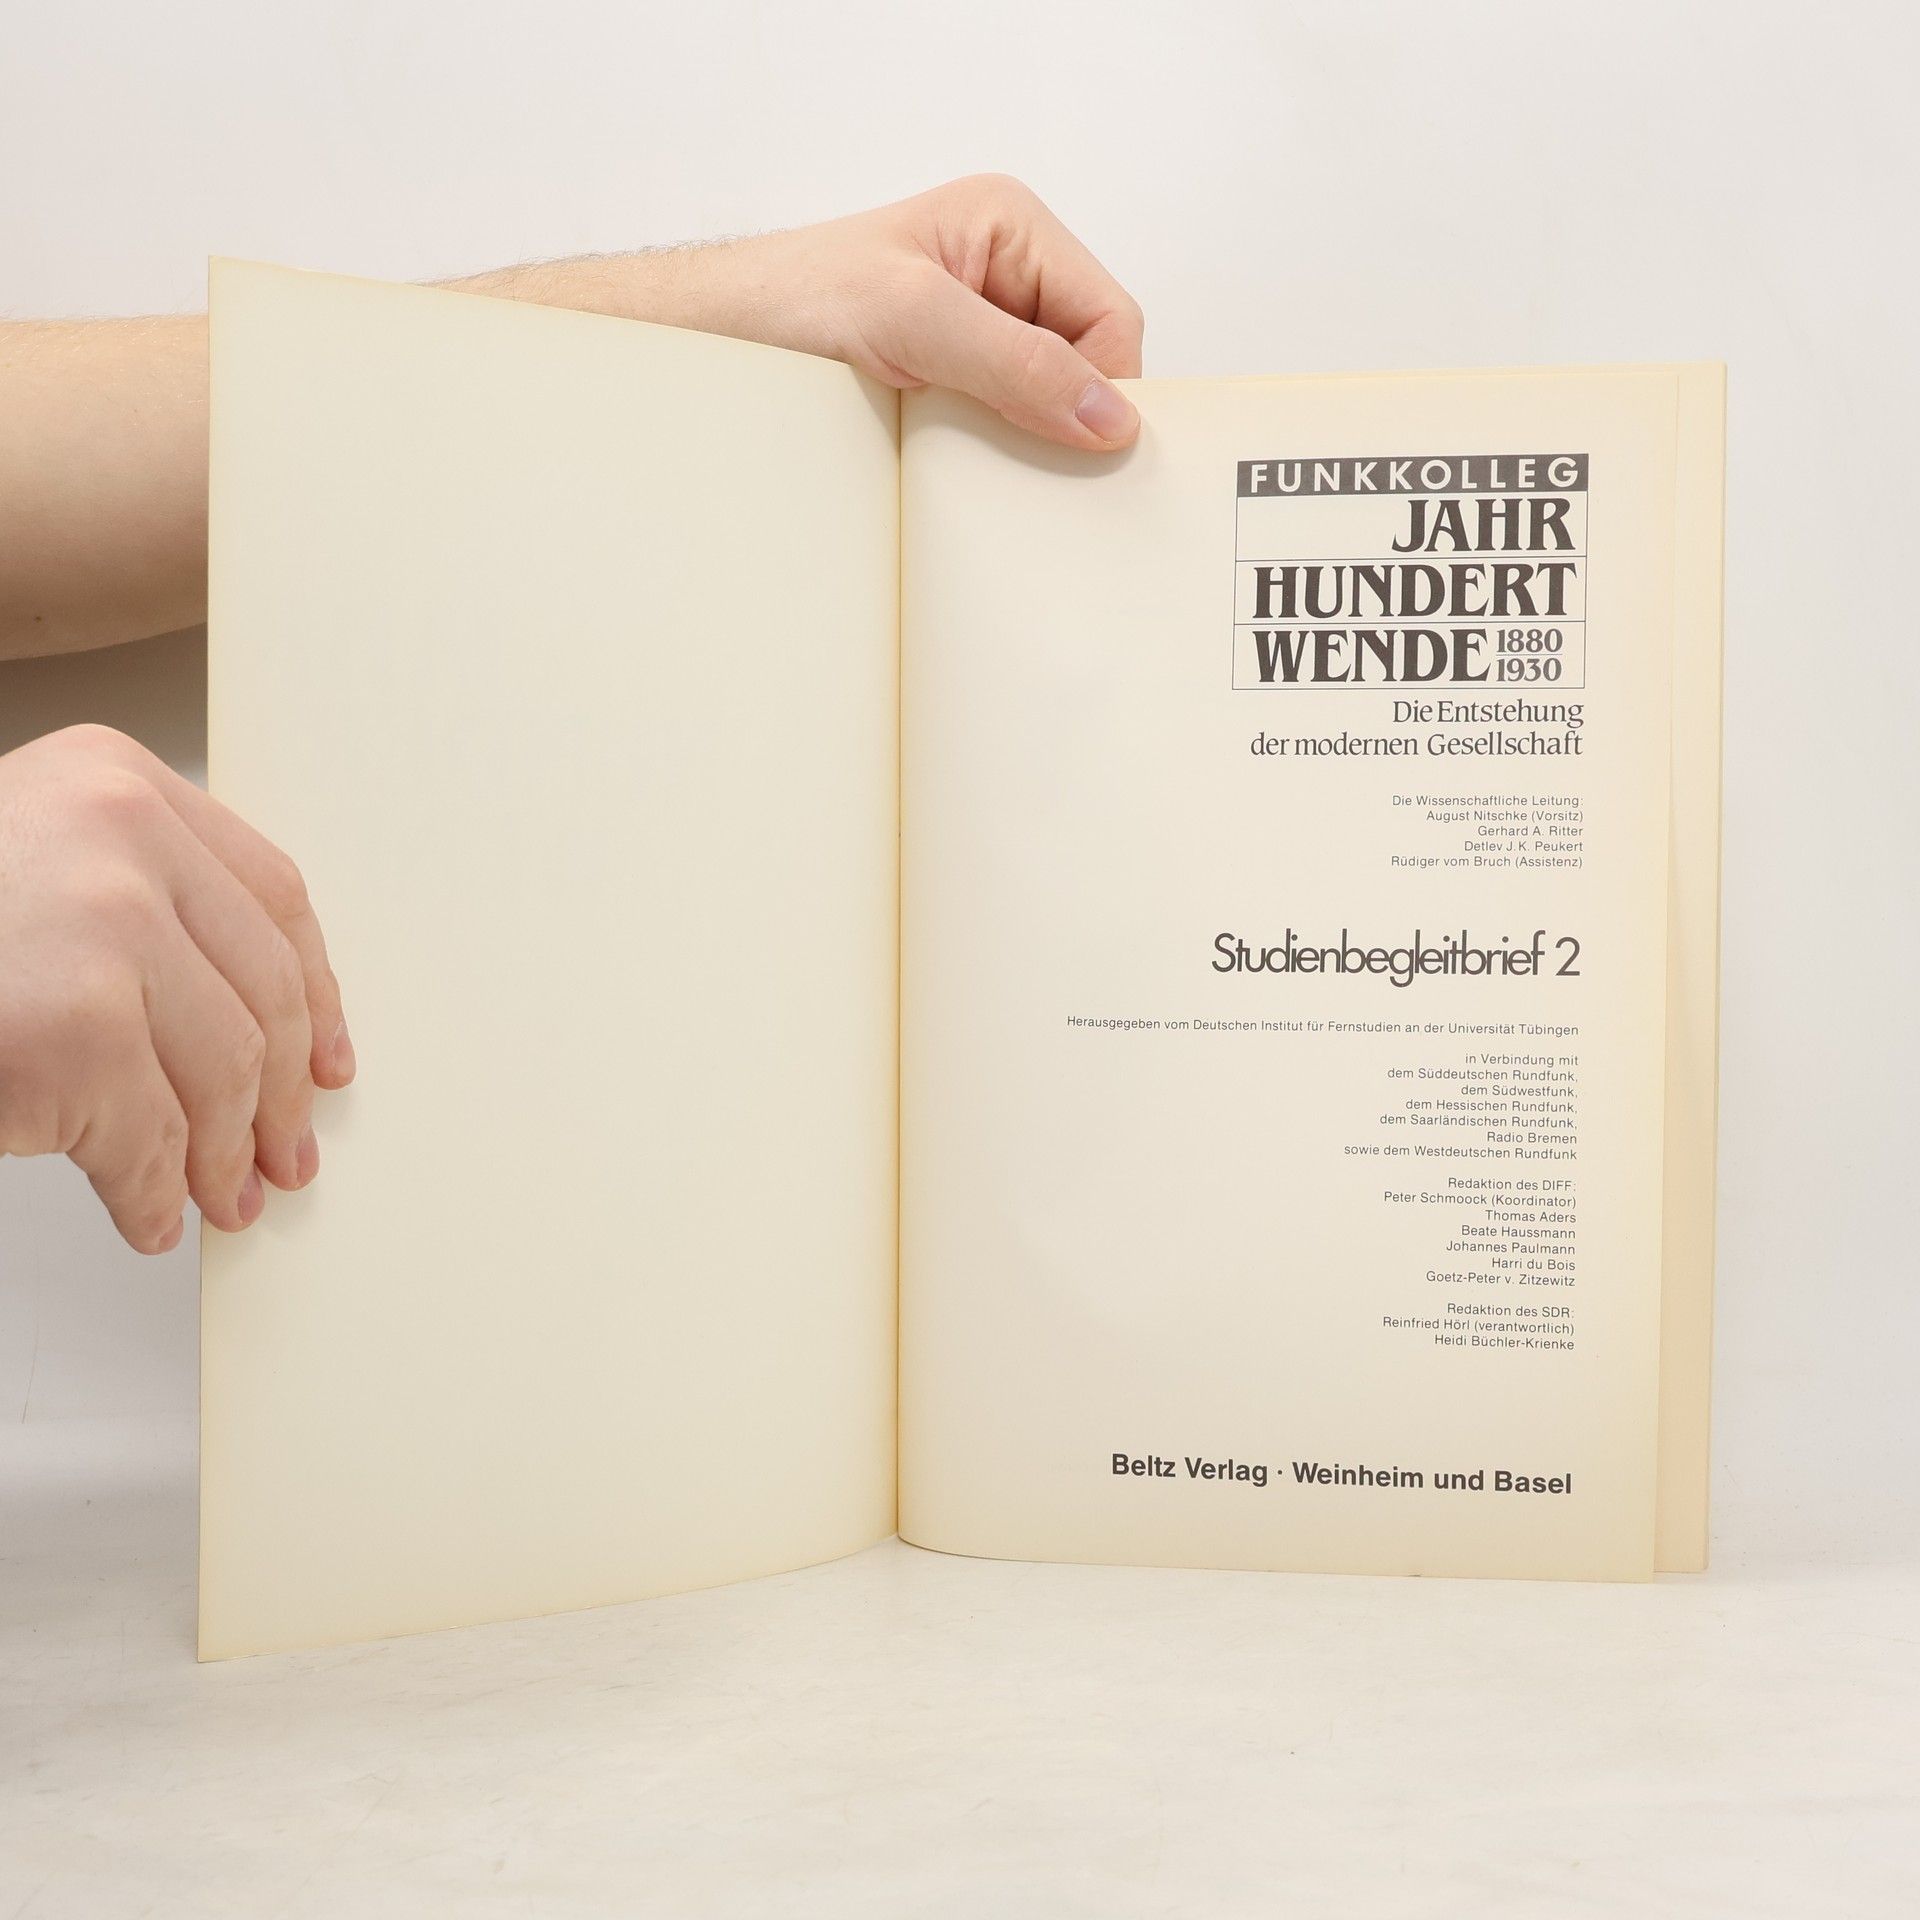 FUNKKOLLEG
JAHR
HUNDERT
WENDE 1880
1930
Die Entstehung
der modernen Gesellschaft
Die Wissenschaftliche Leitung:
August Nitschke (Vorsitz)
Gerhard A. Ritter
Detlev J. K. Peukert
Rüdiger vom Bruch (Assistenz)
Studienbegleitbrief 2
Herausgegeben vom Deutschen Institut für Fernstudien an der Universität Tübingen
in Verbindung mit
dem Süddeutschen Rundfunk,
dem Südwestfunk,
dem Hessischen Rundfunk,
dem Saarländischen Rundfunk,
Radio Bremen
sowie dem Westdeutschen Rundfunk
Redaktion des DIFF:
Peter Schmoock (Koordinator)
Thomas Aders
Beate Haussmann
Johannes Paulmann
Harri du Bois
Goetz-Peter v. Zitzewitz
Redaktion des SDR:
Reinfried Hörl (verantwortlich)
Heidi Büchler-Krienke
Beltz Verlag · Weinheim und Basel